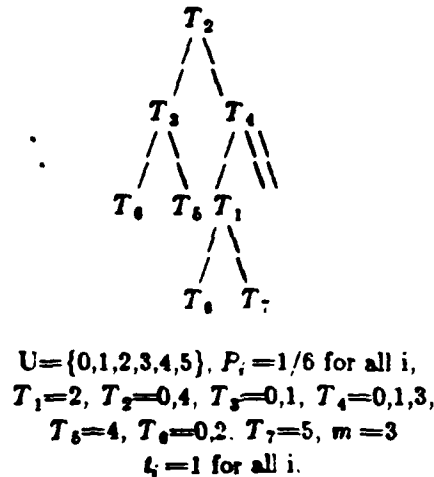 T₂
T₃ T₄
T₆ T₅ T₁
T₆ T₇
U={0,1,2,3,4,5}, Pᵢ=1/6 for all i,
T₁=2, T₂=0,4, T₃=0,1, T₄=0,1,3,
T₅=4, T₆=0,2. T₇=5, m=3
tⱼ=1 for all i.